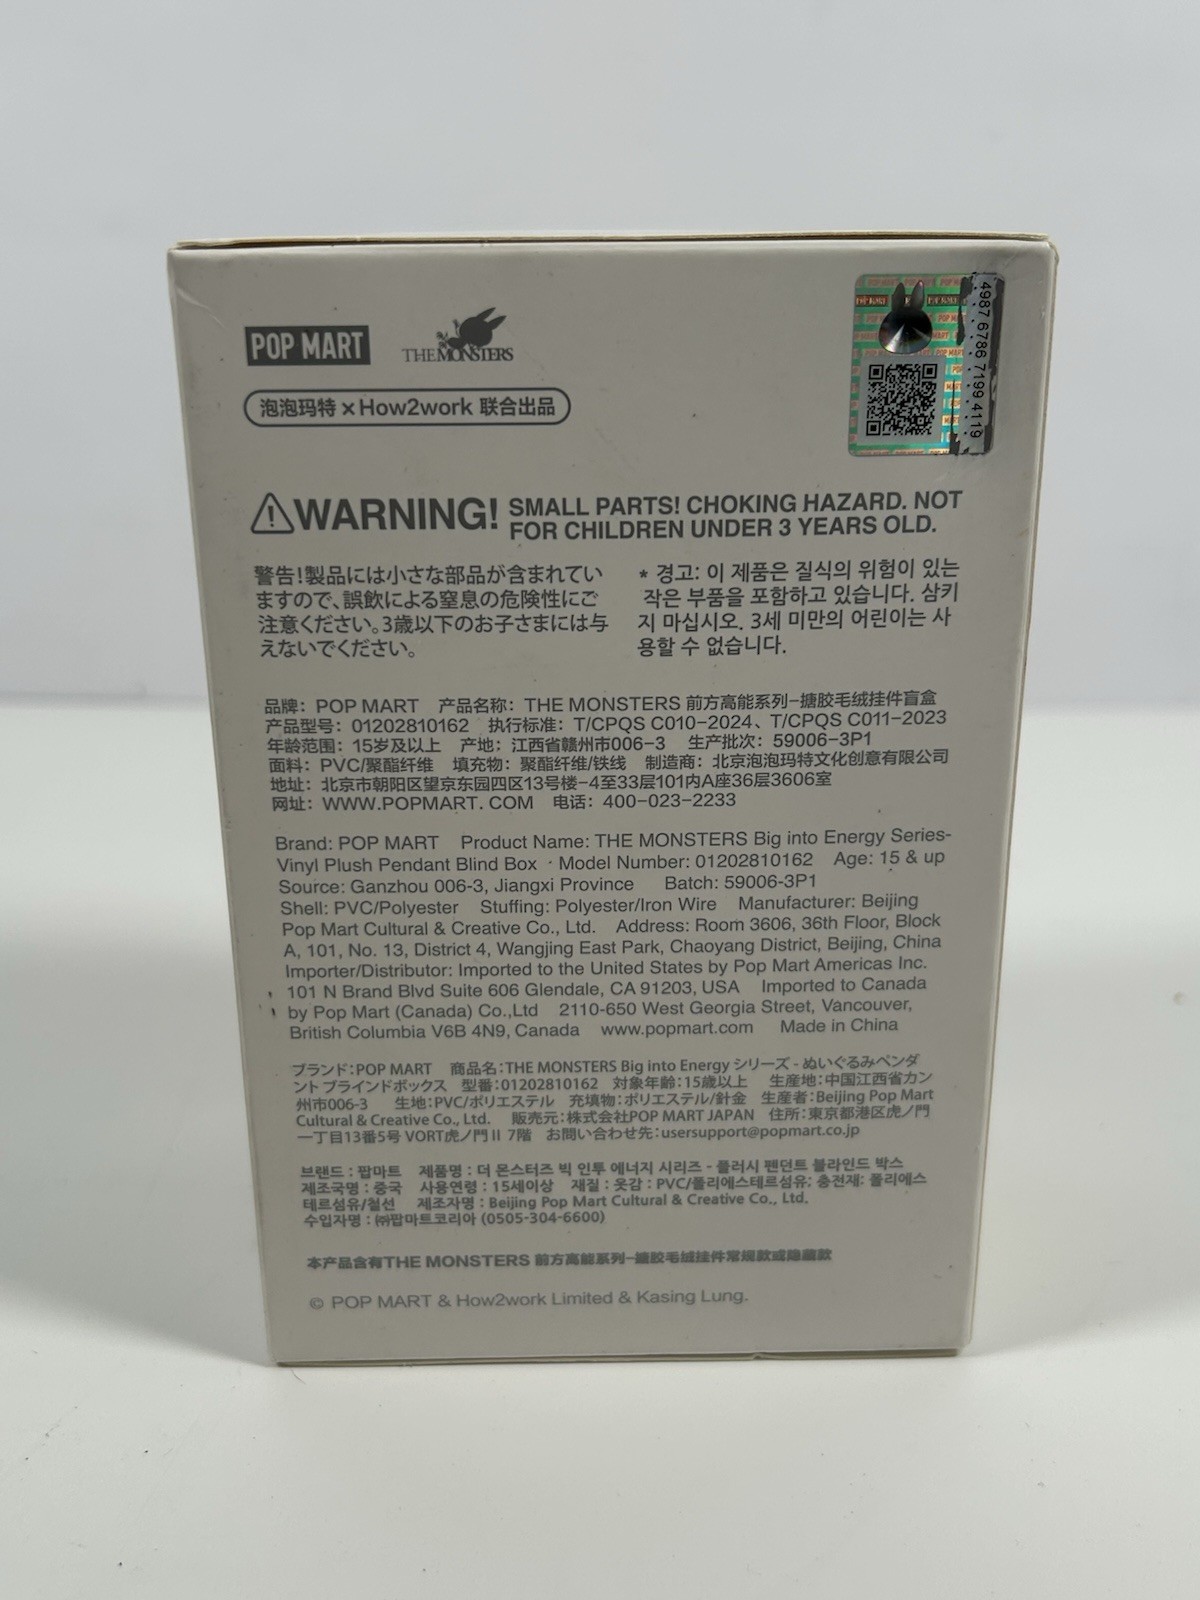 POP MART
THE MONSTERS
泡泡玛特×How2work 联合出品
4987 6786 7199 4119
WARNING! SMALL PARTS! CHOKING HAZARD. NOT
FOR CHILDREN UNDER 3 YEARS OLD.
警告!製品には小さな部品が含まれてい
ますので、誤飲による窒息の危険性にご
注意ください。3歳以下のお子さまには与
えないでください。
* 경고: 이 제품은 질식의 위험이 있는
작은 부품을 포함하고 있습니다. 삼키
지 마십시오. 3세 미만의 어린이는 사
용할 수 없습니다.
品牌：POP MART 产品名称：THE MONSTERS 前方高能系列-搪胶毛绒挂件盲盒
产品型号：01202810162 执行标准：T/CPQS C010-2024、T/CPQS C011-2023
年龄范围：15岁及以上 产地：江西省赣州市006-3 生产批次：59006-3P1
面料：PVC/聚酯纤维 填充物：聚酯纤维/铁线 制造商：北京泡泡玛特文化创意有限公司
地址：北京市朝阳区望京东园四区13号楼-4至33层101内A座36层3606室
网址：WWW.POPMART.COM 电话：400-023-2233
Brand: POP MART Product Name: THE MONSTERS Big into Energy Series-
Vinyl Plush Pendant Blind Box · Model Number: 01202810162 Age: 15 & up
Source: Ganzhou 006-3, Jiangxi Province Batch: 59006-3P1
Shell: PVC/Polyester Stuffing: Polyester/Iron Wire Manufacturer: Beijing
Pop Mart Cultural & Creative Co., Ltd. Address: Room 3606, 36th Floor, Block
A, 101, No. 13, District 4, Wangjing East Park, Chaoyang District, Beijing, China
Importer/Distributor: Imported to the United States by Pop Mart Americas Inc.
101 N Brand Blvd Suite 606 Glendale, CA 91203, USA Imported to Canada
by Pop Mart (Canada) Co.,Ltd 2110-650 West Georgia Street, Vancouver,
British Columbia V6B 4N9, Canada www.popmart.com Made in China
ブランド：POP MART 商品名：THE MONSTERS Big into Energy シリーズ - ぬいぐるみペンダ
ント ブラインドボックス 型番：01202810162 対象年齢：15歳以上 生産地：中国江西省カン
州市006-3 生地：PVC/ポリエステル 充填物：ポリエステル/針金 生産者：Beijing Pop Mart
Cultural & Creative Co., Ltd. 販売元：株式会社POP MART JAPAN 住所：東京都港区虎ノ門
一丁目13番5号 VORT虎ノ門Ⅱ 7階 お問い合わせ先：usersupport@popmart.co.jp
브랜드 : 팝마트 제품명 : 더 몬스터즈 빅 인투 에너지 시리즈 - 플러시 펜던트 블라인드 박스
제조국명 : 중국 사용연령 : 15세이상 재질 : 옷감 : PVC/폴리에스테르섬유; 충전재: 폴리에스
테르섬유/철선 제조자명 : Beijing Pop Mart Cultural & Creative Co., Ltd.
수입자명 : ㈜팝마트코리아 (0505-304-6600)
本产品含有THE MONSTERS 前方高能系列-搪胶毛绒挂件常规款或隐藏款
© POP MART & How2work Limited & Kasing Lung.